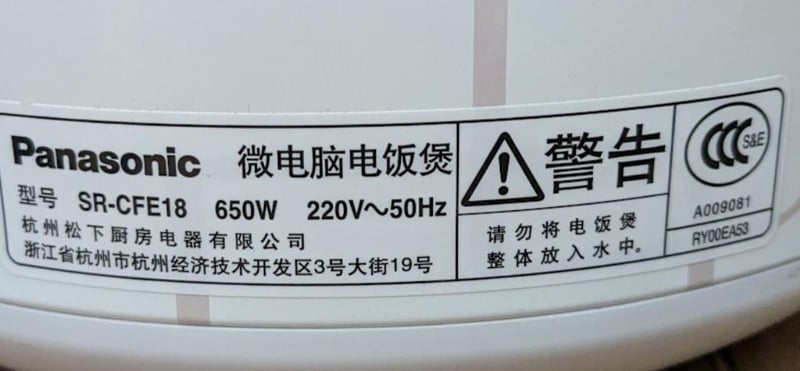 Panasonic 微电脑电饭煲
型号 SR-CFE18 650W 220V～50Hz
杭州松下厨房电器有限公司
浙江省杭州市杭州经济技术开发区3号大街19号
警告
请勿将电饭煲
整体放入水中。
CCC S&E
A009081
RY00EA53